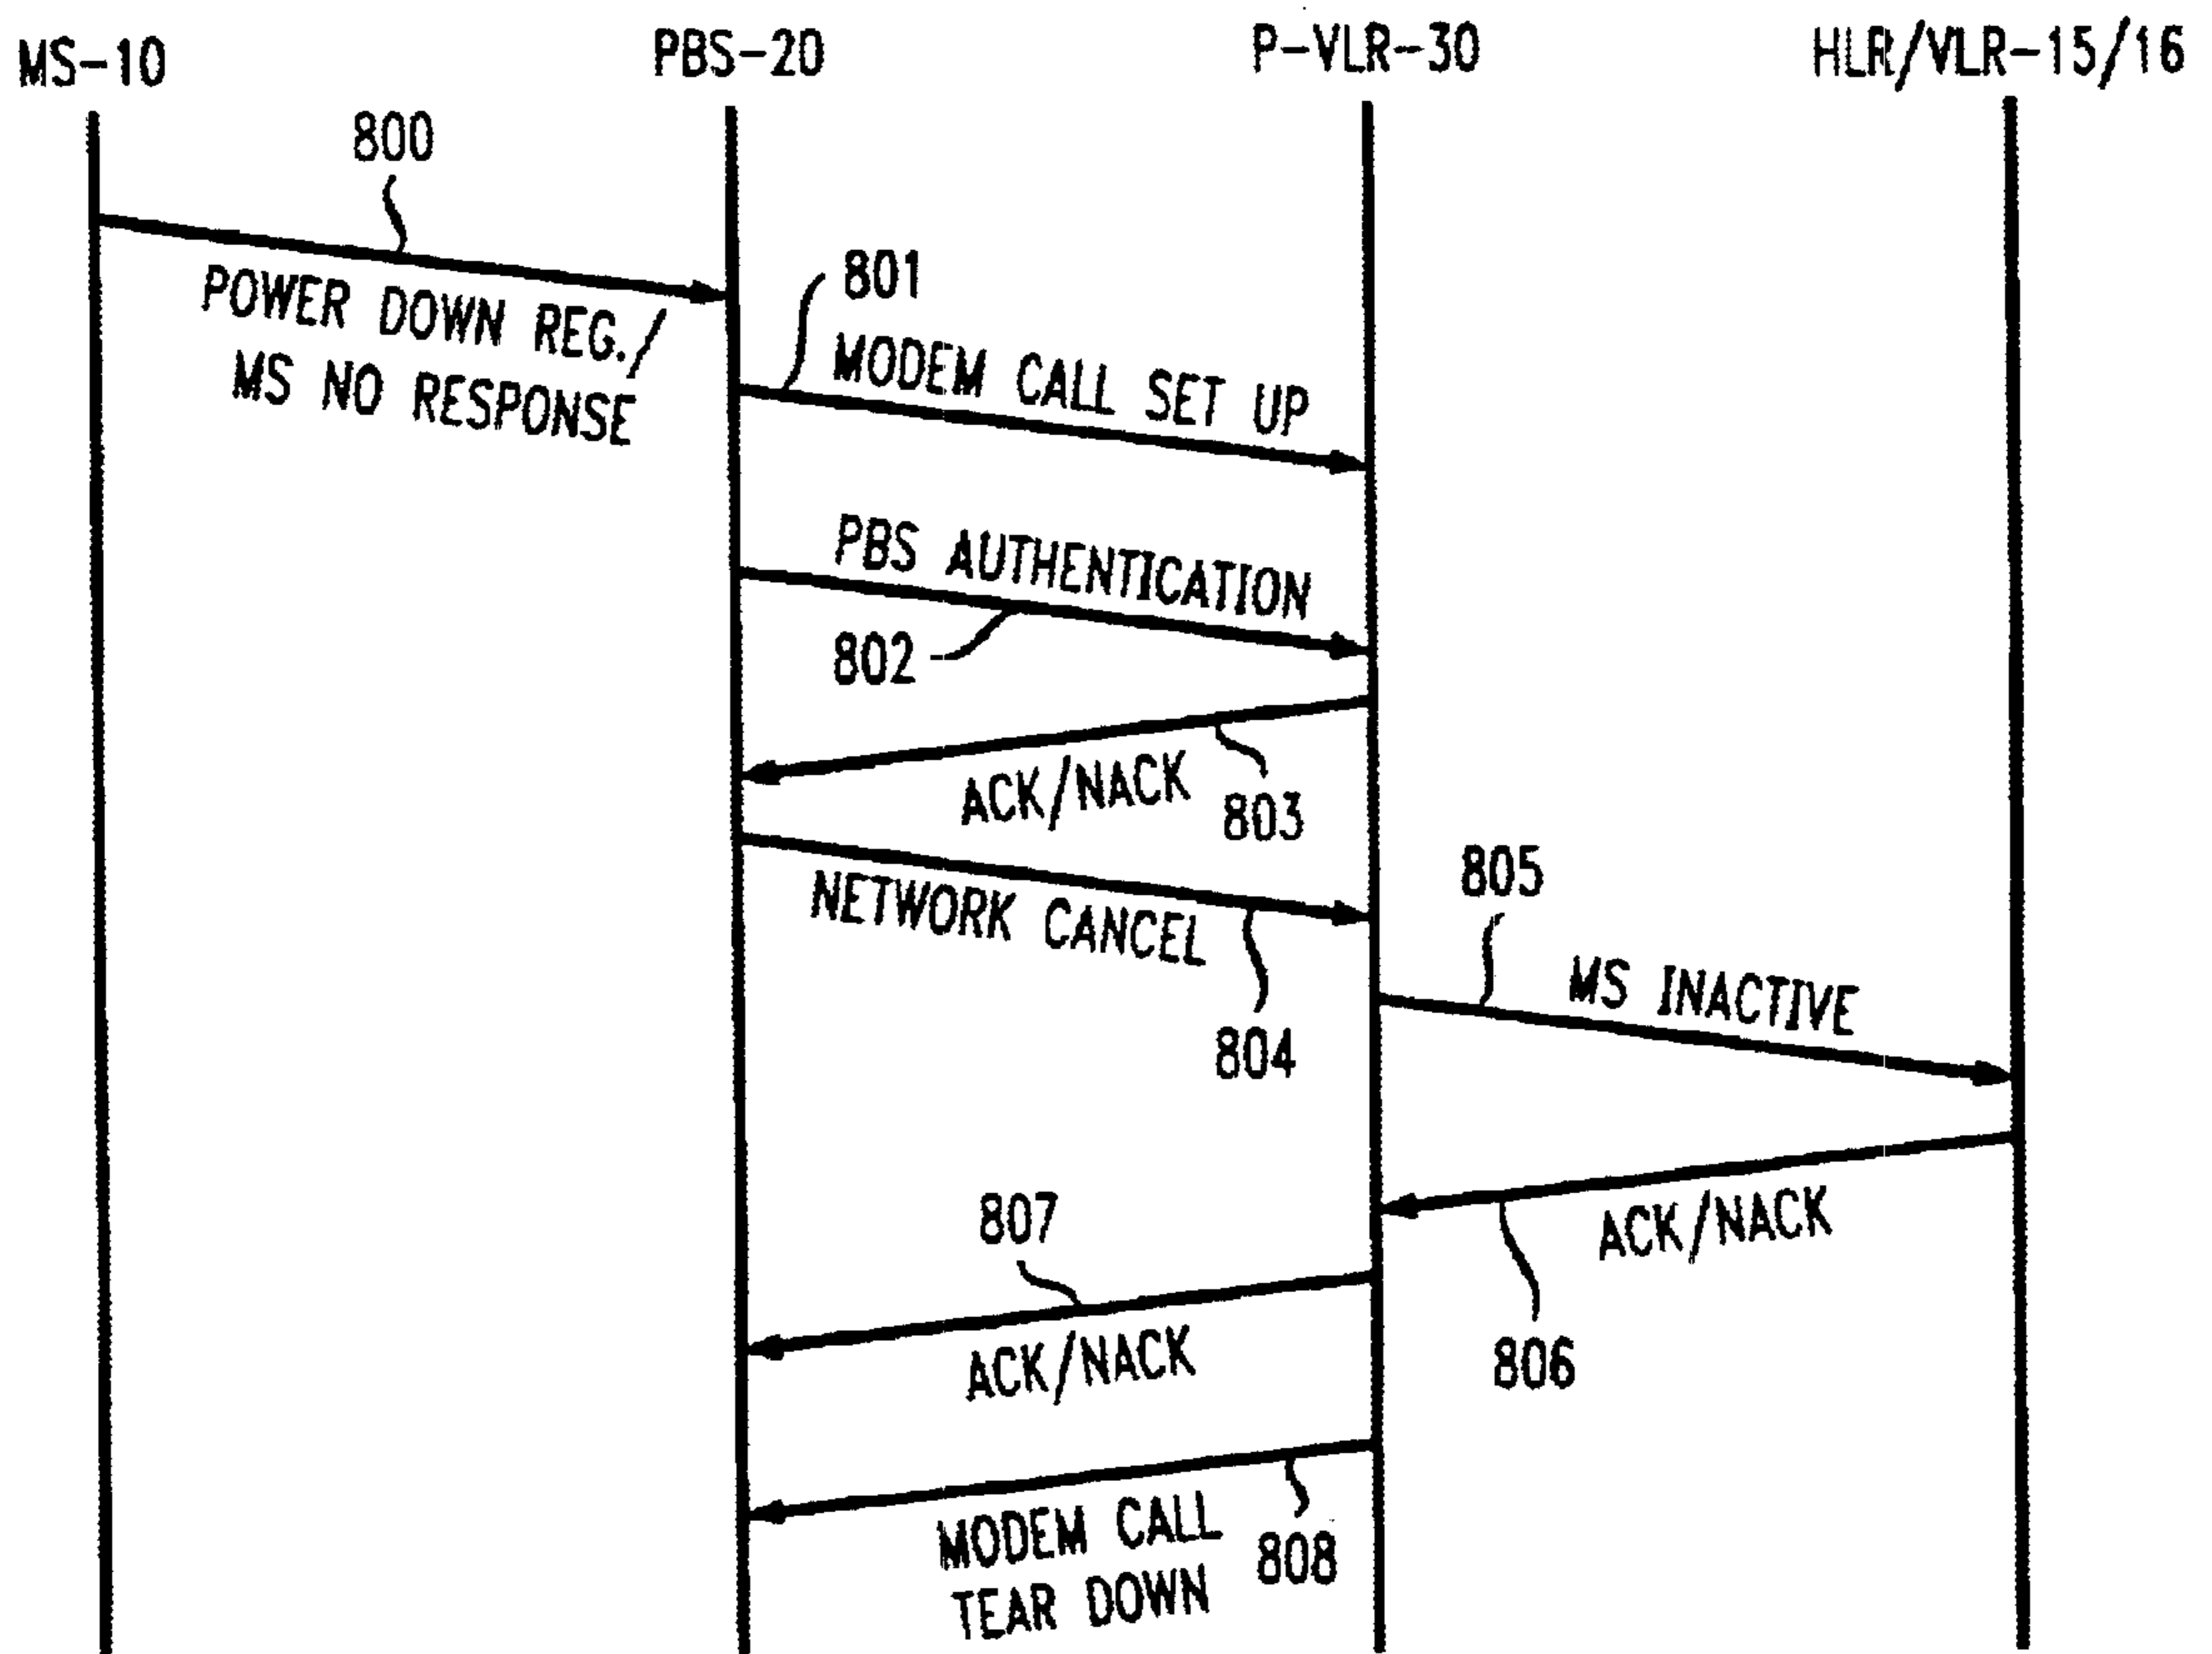 MS-10
PBS-20
P-VLR-30
HLR/VLR-15/16
800
POWER DOWN REG./
MS NO RESPONSE
801
MODEM CALL SET UP
PBS AUTHENTICATION
802
ACK/NACK
803
NETWORK CANCEL
804
805
MS INACTIVE
806
ACK/NACK
807
ACK/NACK
808
MODEM CALL
TEAR DOWN